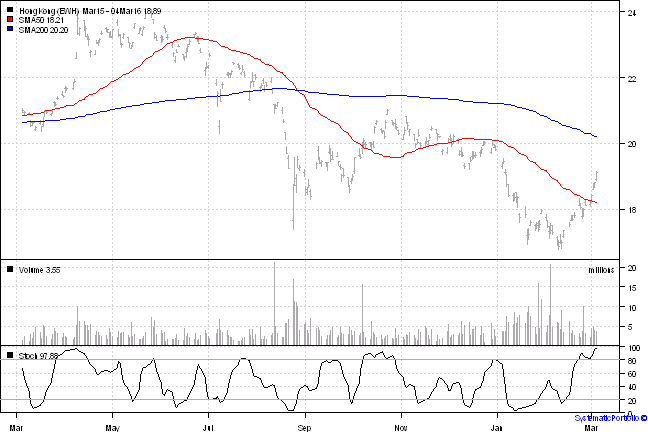 Hong Kong (EWH) Mar15 - 04Mar16 18.89
SMA50 18.21
SMA200 20.20
24
22
20
18
Volume 3.55
millions
20
15
10
5
Stoch 97.88
100
80
60
40
20
0
Mar May Jul Sep Nov Jan Mar
SystematicPortfolio ©